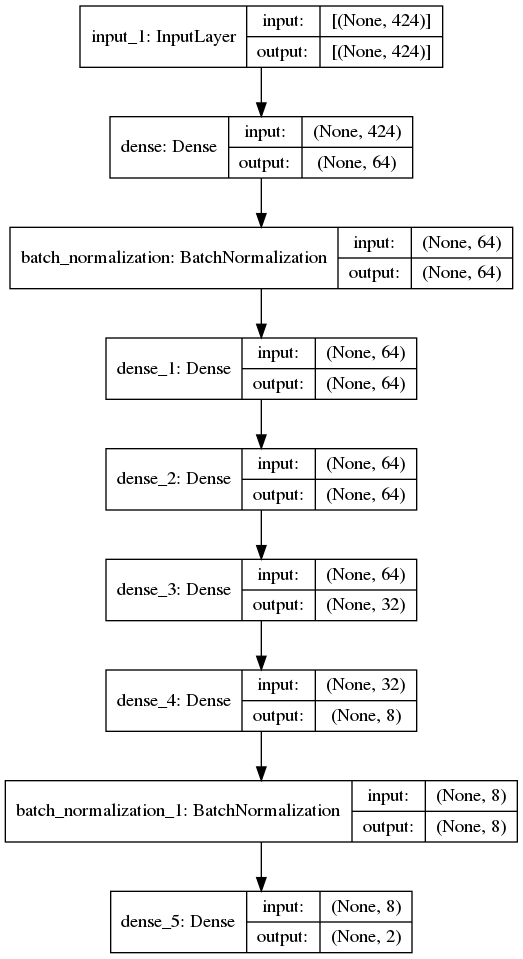 input_1: InputLayer
input:
[(None, 424)]
output:
[(None, 424)]
dense: Dense
input:
(None, 424)
output:
(None, 64)
batch_normalization: BatchNormalization
input:
(None, 64)
output:
(None, 64)
dense_1: Dense
input:
(None, 64)
output:
(None, 64)
dense_2: Dense
input:
(None, 64)
output:
(None, 64)
dense_3: Dense
input:
(None, 64)
output:
(None, 32)
dense_4: Dense
input:
(None, 32)
output:
(None, 8)
batch_normalization_1: BatchNormalization
input:
(None, 8)
output:
(None, 8)
dense_5: Dense
input:
(None, 8)
output:
(None, 2)